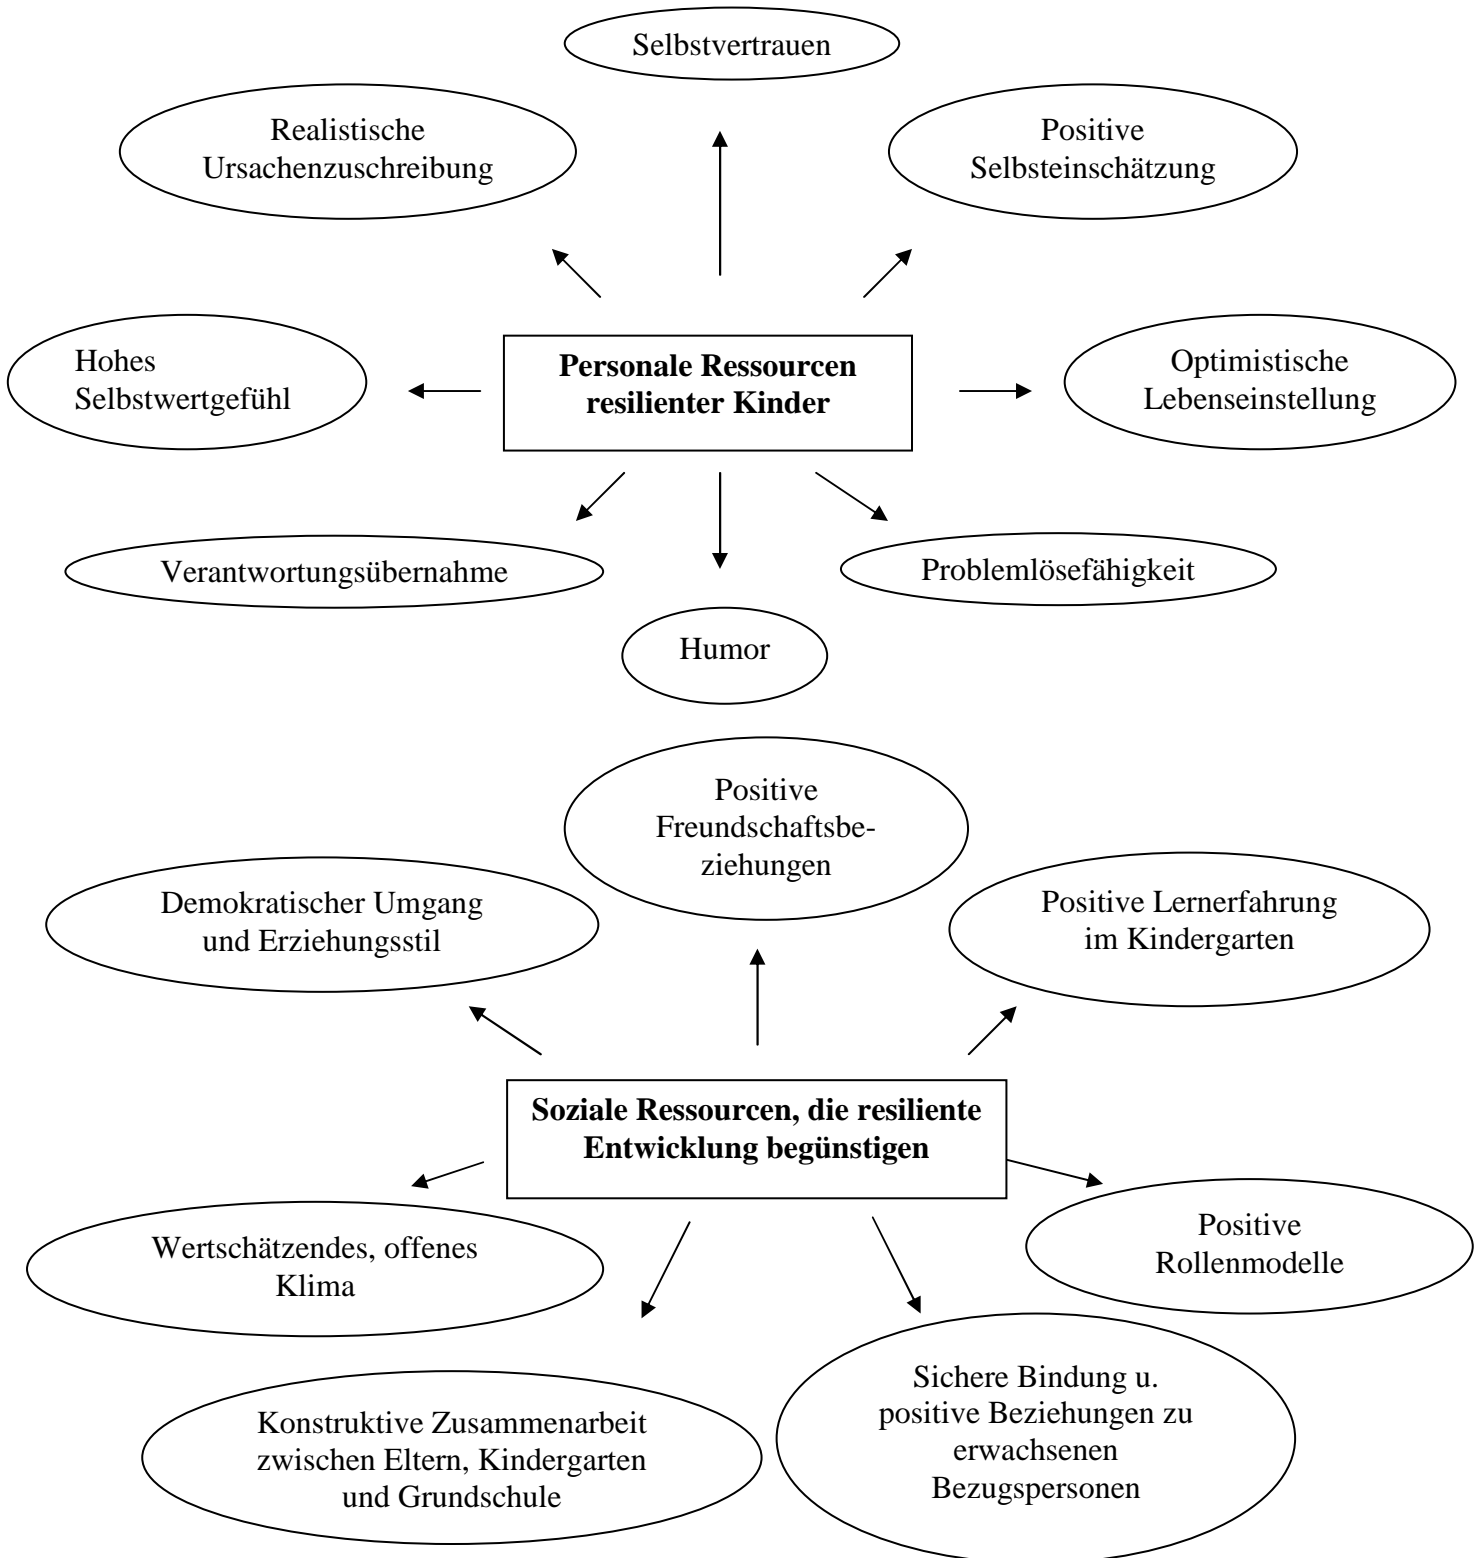 Selbstvertrauen
Realistische
Ursachenzuschreibung
Positive
Selbsteinschätzung
Hohes
Selbstwertgefühl
Personale Ressourcen
resilienter Kinder
Optimistische
Lebenseinstellung
Verantwortungsübernahme
Problemlösefähigkeit
Humor
Positive
Freundschaftsbe-
ziehungen
Demokratischer Umgang
und Erziehungsstil
Positive Lernerfahrung
im Kindergarten
Soziale Ressourcen, die resiliente
Entwicklung begünstigen
Wertschätzendes, offenes
Klima
Positive
Rollenmodelle
Konstruktive Zusammenarbeit
zwischen Eltern, Kindergarten
und Grundschule
Sichere Bindung u.
positive Beziehungen zu
erwachsenen
Bezugspersonen